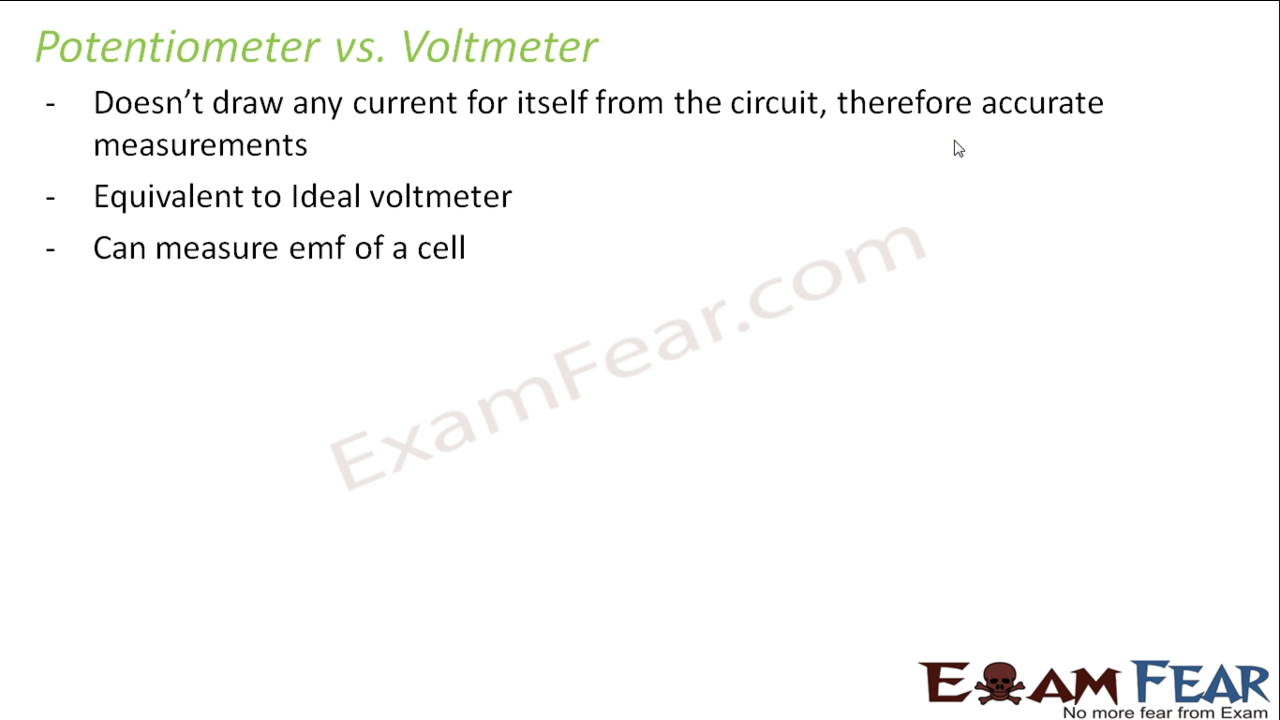 Potentiometer vs. Voltmeter
- Doesn’t draw any current for itself from the circuit, therefore accurate
measurements
- Equivalent to Ideal voltmeter
- Can measure emf of a cell
ExamFear.com
EXAM FEAR
No more fear from Exam